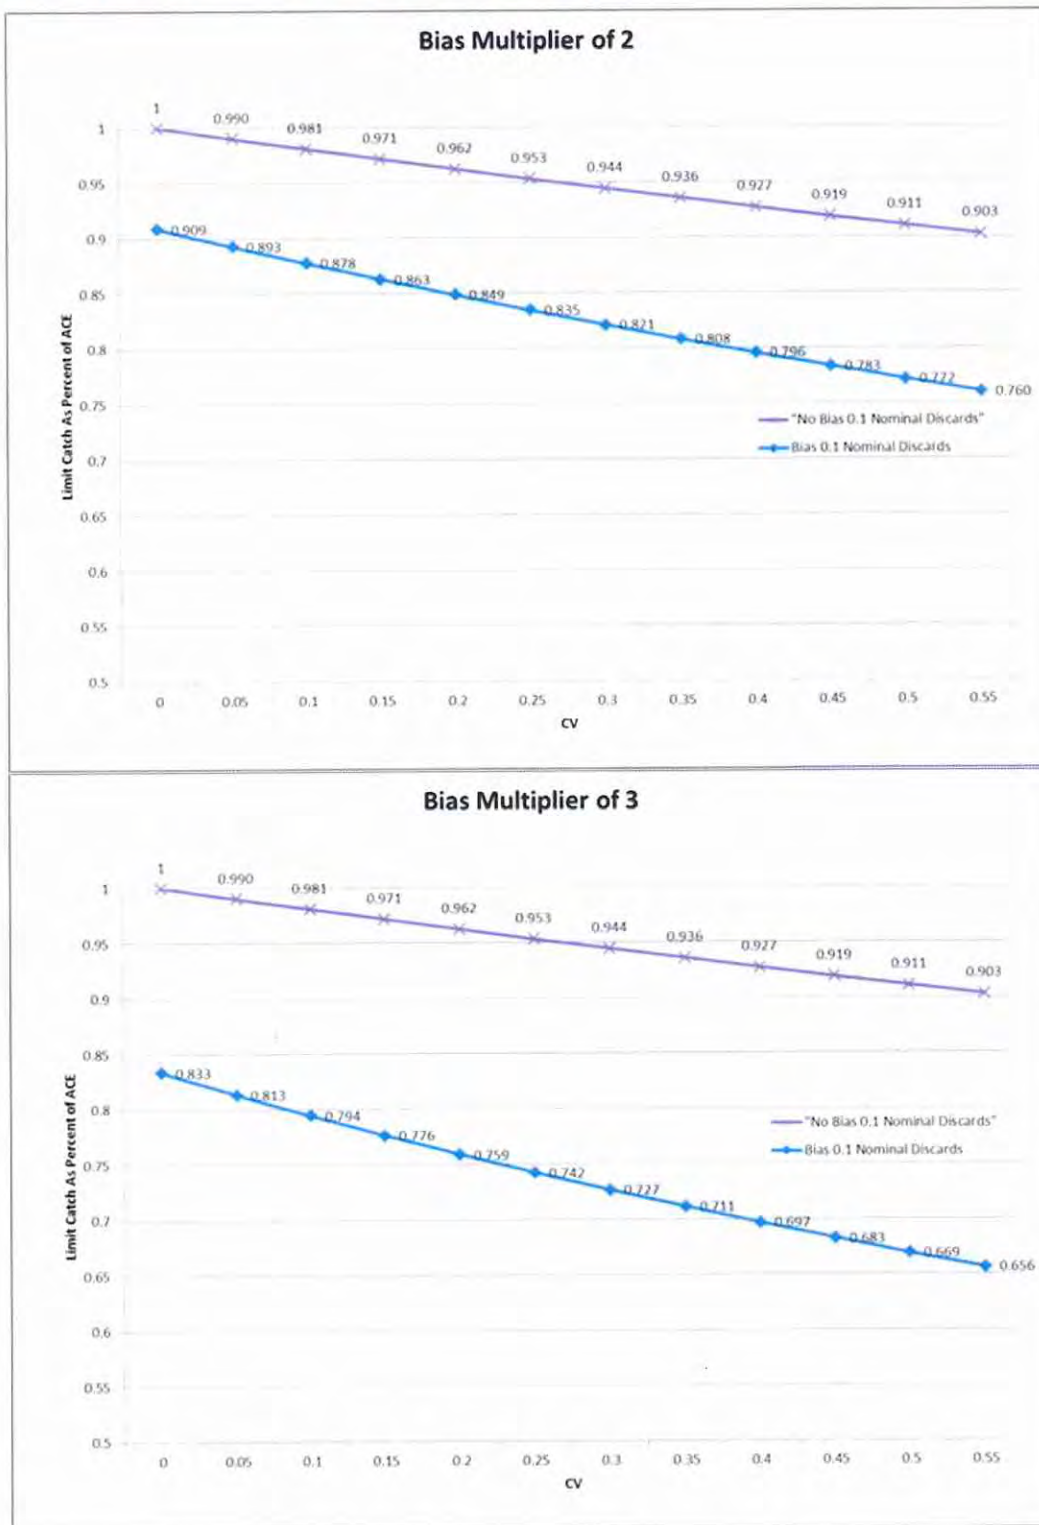 Bias Multiplier of 2
1 0.990 0.981 0.971 0.962 0.953 0.944 0.936 0.927 0.919 0.911 0.903
0.909 0.893 0.878 0.863 0.849 0.835 0.821 0.808 0.796 0.783 0.772 0.760
1
0.95
0.9
0.85
0.8
0.75
0.7
0.65
0.6
0.55
0.5
Limit Catch As Percent of ACE
"No Bias 0.1 Nominal Discards"
Bias 0.1 Nominal Discards
0 0.05 0.1 0.15 0.2 0.25 0.3 0.35 0.4 0.45 0.5 0.55
CV
Bias Multiplier of 3
1 0.990 0.981 0.971 0.962 0.953 0.944 0.936 0.927 0.919 0.911 0.903
0.833 0.813 0.794 0.776 0.759 0.742 0.727 0.711 0.697 0.683 0.669 0.656
1
0.95
0.9
0.85
0.8
0.75
0.7
0.65
0.6
0.55
0.5
Limit Catch As Percent of ACE
"No Bias 0.1 Nominal Discards"
Bias 0.1 Nominal Discards
0 0.05 0.1 0.15 0.2 0.25 0.3 0.35 0.4 0.45 0.5 0.55
CV